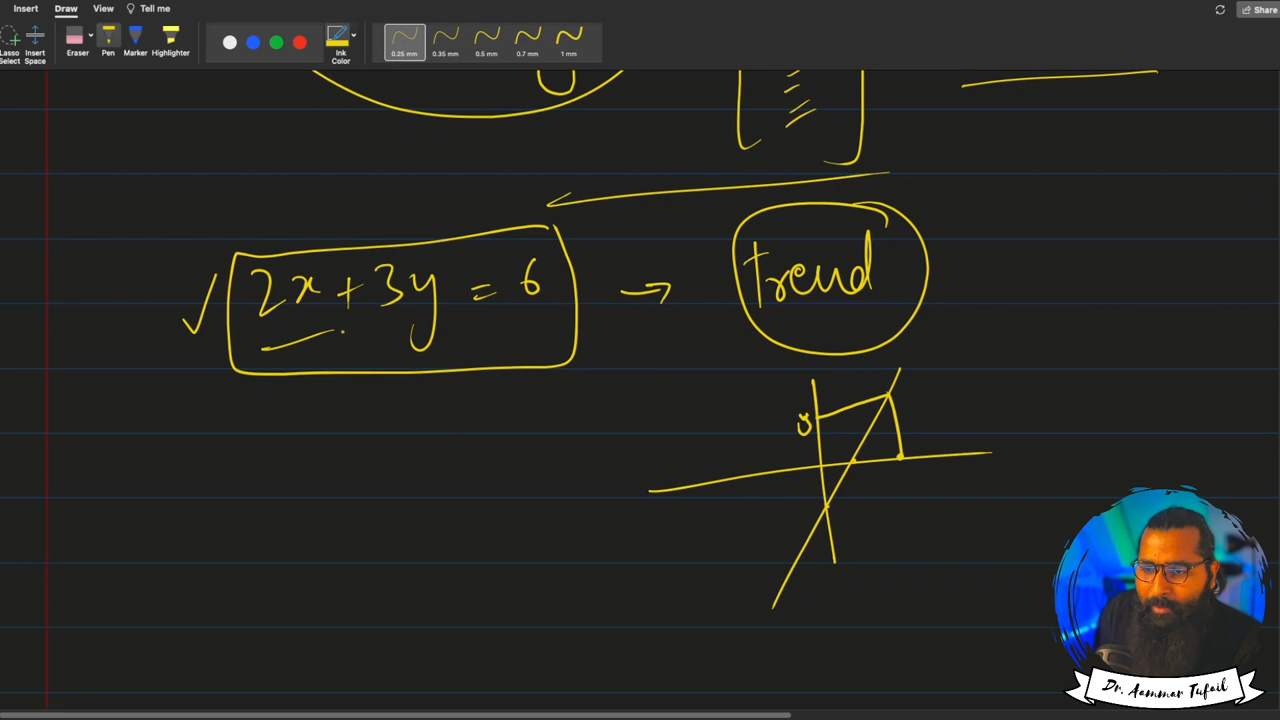 Insert Draw View Tell me
Share
Lasso Select
Insert Space
Eraser
Pen
Marker
Highlighter
Ink Color
0.25 mm
0.35 mm
0.5 mm
0.7 mm
1 mm
2x + 3y = 6 → trend
y
Dr. Aammar Tufail